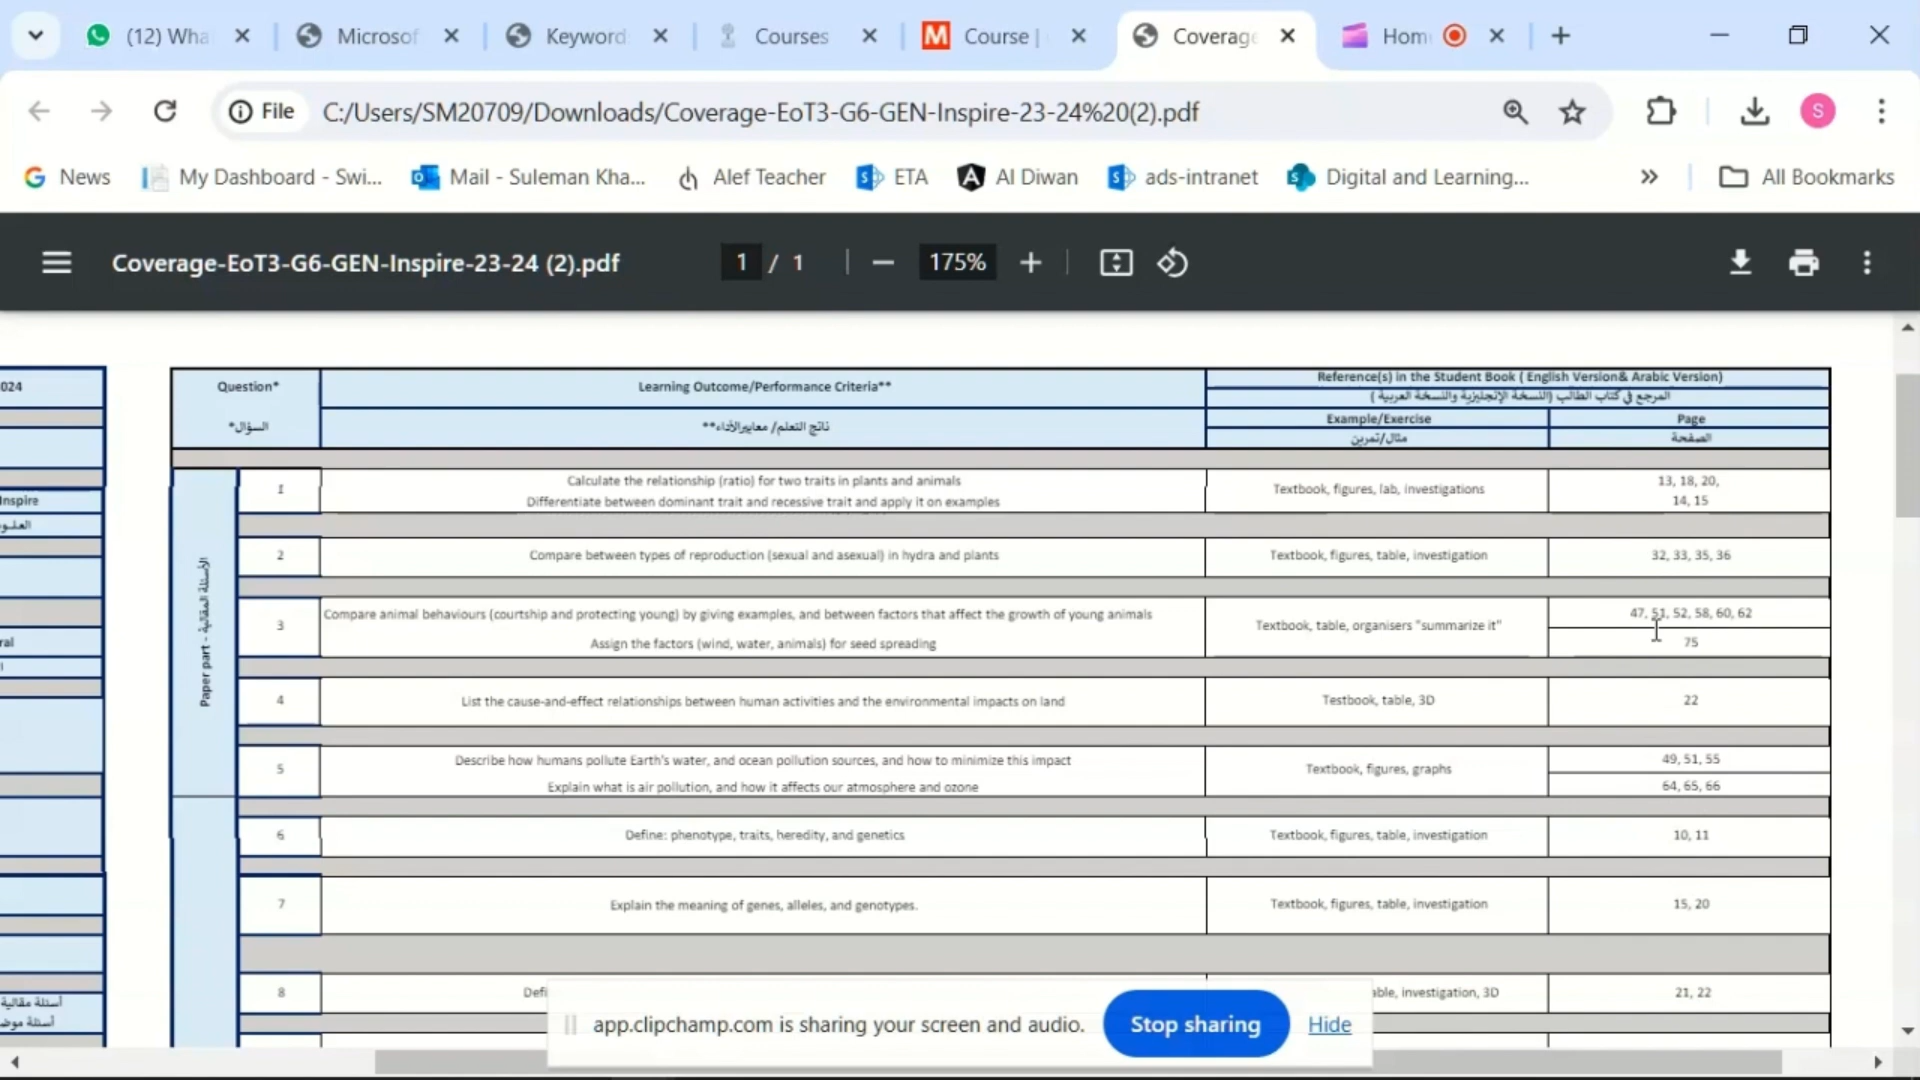 (12) Wha
Microsof
Keyword
Courses
Course |
Coverage
Hom
File
C:/Users/SM20709/Downloads/Coverage-EoT3-G6-GEN-Inspire-23-24%20(2).pdf
S
News
My Dashboard - Swi...
Mail - Suleman Kha...
Alef Teacher
ETA
Al Diwan
ads-intranet
Digital and Learning...
All Bookmarks
Coverage-EoT3-G6-GEN-Inspire-23-24 (2).pdf
1 / 1
175%
024
Inspire
العلـو
ral
أسئلة مقالية
أسئلة موض
Question*
السؤال*
Learning Outcome/Performance Criteria**
ناتج التعلم/ معايير الأداء**
Reference(s) in the Student Book ( English Version& Arabic Version)
المرجع في كتاب الطالب (النسخة الإنجليزية والنسخة العربية )
Example/Exercise
مثال/تمرين
Page
الصفحة
Paper part - الأسئلة المقالية
1
Calculate the relationship (ratio) for two traits in plants and animals
Differentiate between dominant trait and recessive trait and apply it on examples
Textbook, figures, lab, investigations
13, 18, 20,
14, 15
2
Compare between types of reproduction (sexual and asexual) in hydra and plants
Textbook, figures, table, investigation
32, 33, 35, 36
3
Compare animal behaviours (courtship and protecting young) by giving examples, and between factors that affect the growth of young animals
Assign the factors (wind, water, animals) for seed spreading
Textbook, table, organisers "summarize it"
47, 51, 52, 58, 60, 62
75
4
List the cause-and-effect relationships between human activities and the environmental impacts on land
Testbook, table, 3D
22
5
Describe how humans pollute Earth's water, and ocean pollution sources, and how to minimize this impact
Explain what is air pollution, and how it affects our atmosphere and ozone
Textbook, figures, graphs
49, 51, 55
64, 65, 66
6
Define: phenotype, traits, heredity, and genetics
Textbook, figures, table, investigation
10, 11
7
Explain the meaning of genes, alleles, and genotypes.
Textbook, figures, table, investigation
15, 20
8
Defi
able, investigation, 3D
21, 22
app.clipchamp.com is sharing your screen and audio.
Stop sharing
Hide